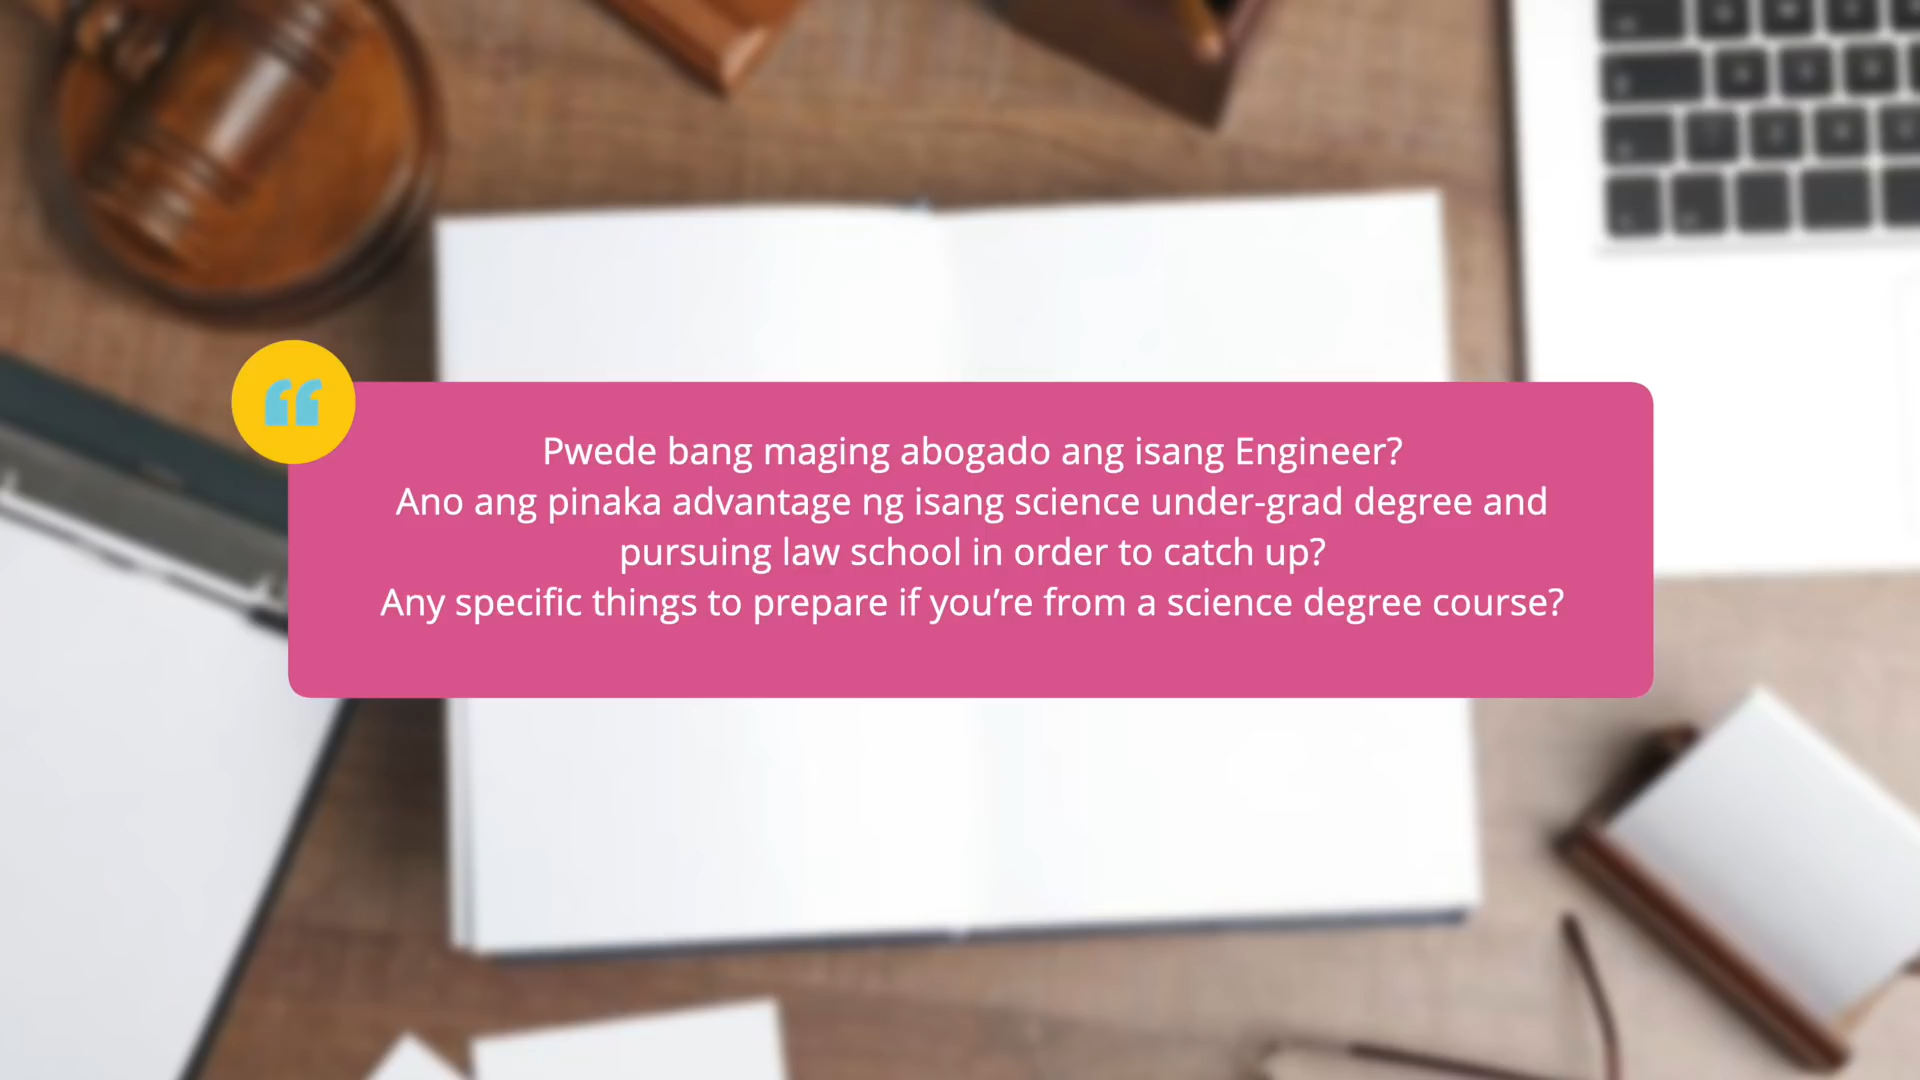 Pwede bang maging abogado ang isang Engineer?
Ano ang pinaka advantage ng isang science under-grad degree and
pursuing law school in order to catch up?
Any specific things to prepare if you’re from a science degree course?